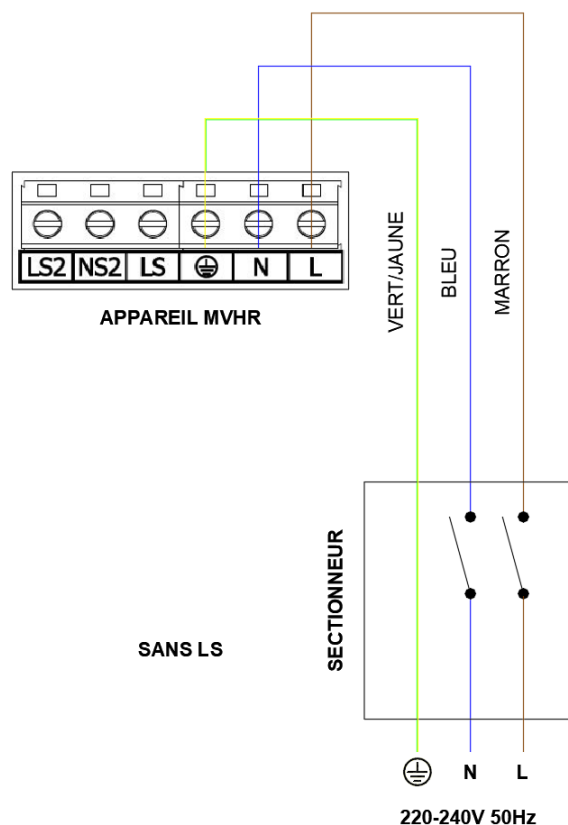 LS2 NS2 LS N L
APPAREIL MVHR
VERT/JAUNE
BLEU
MARRON
SECTIONNEUR
SANS LS
N L
220-240V 50Hz